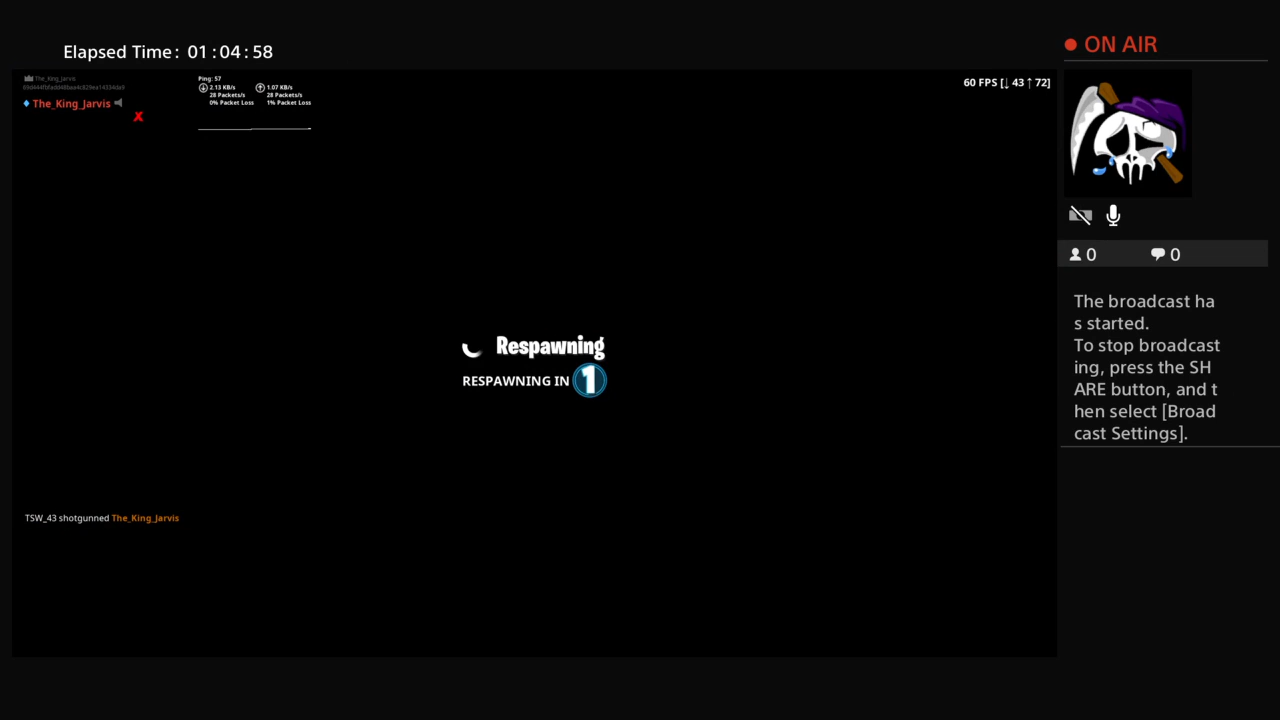 Elapsed Time: 01:04:58
ON AIR
The_King_Jarvis
The_King_Jarvis
X
Ping: 57
2.13 KB/s
28 Packets/s
0% Packet Loss
1.07 KB/s
28 Packets/s
1% Packet Loss
60 FPS [↓ 43 ↑ 72]
0
0
The broadcast ha
s started.
To stop broadcast
ing, press the SH
ARE button, and t
hen select [Broad
cast Settings].
Respawning
RESPAWNING IN 1
TSW_43 shotgunned The_King_Jarvis